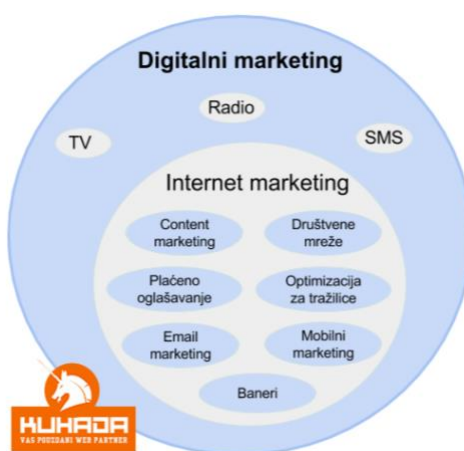 Digitalni marketing
Radio
TV
SMS
Internet marketing
Content
marketing
Društvene
mreže
Plaćeno
oglašavanje
Optimizacija
za tražilice
Email
marketing
Mobilni
marketing
Baneri
KUHADA
VAŠ POUZDANI WEB PARTNER